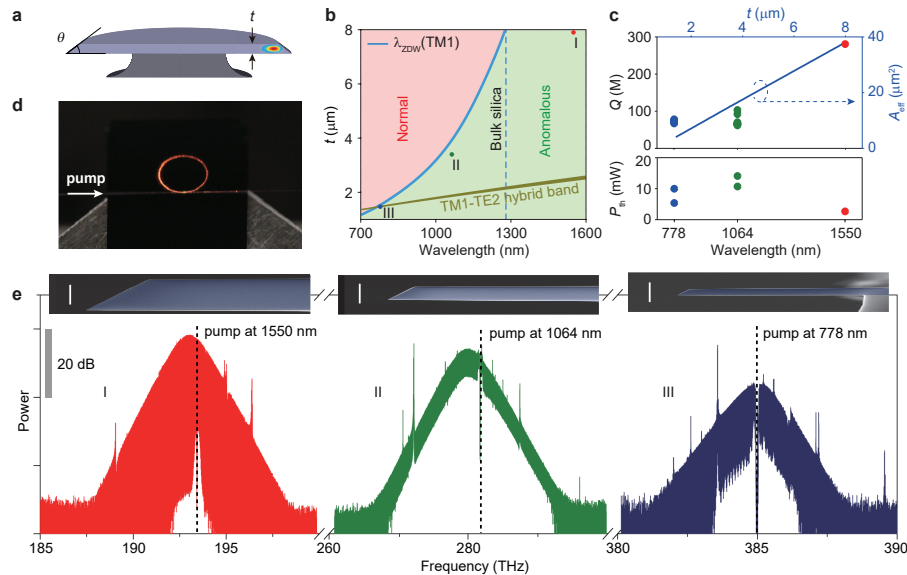 a
θ
t
b
λZDW(TM1)
I
Normal
Bulk silica
Anomalous
II
III
TM1-TE2 hybrid band
t (μm)
8
6
4
2
700
1000
1300
1600
Wavelength (nm)
c
t (μm)
2
4
6
8
Q (M)
300
200
100
0
Aeff (μm²)
40
20
0
Pth (mW)
20
10
0
778
1064
1550
Wavelength (nm)
d
pump
e
pump at 1550 nm
pump at 1064 nm
pump at 778 nm
20 dB
I
II
III
Power
185
190
195
260
280
380
385
390
Frequency (THz)